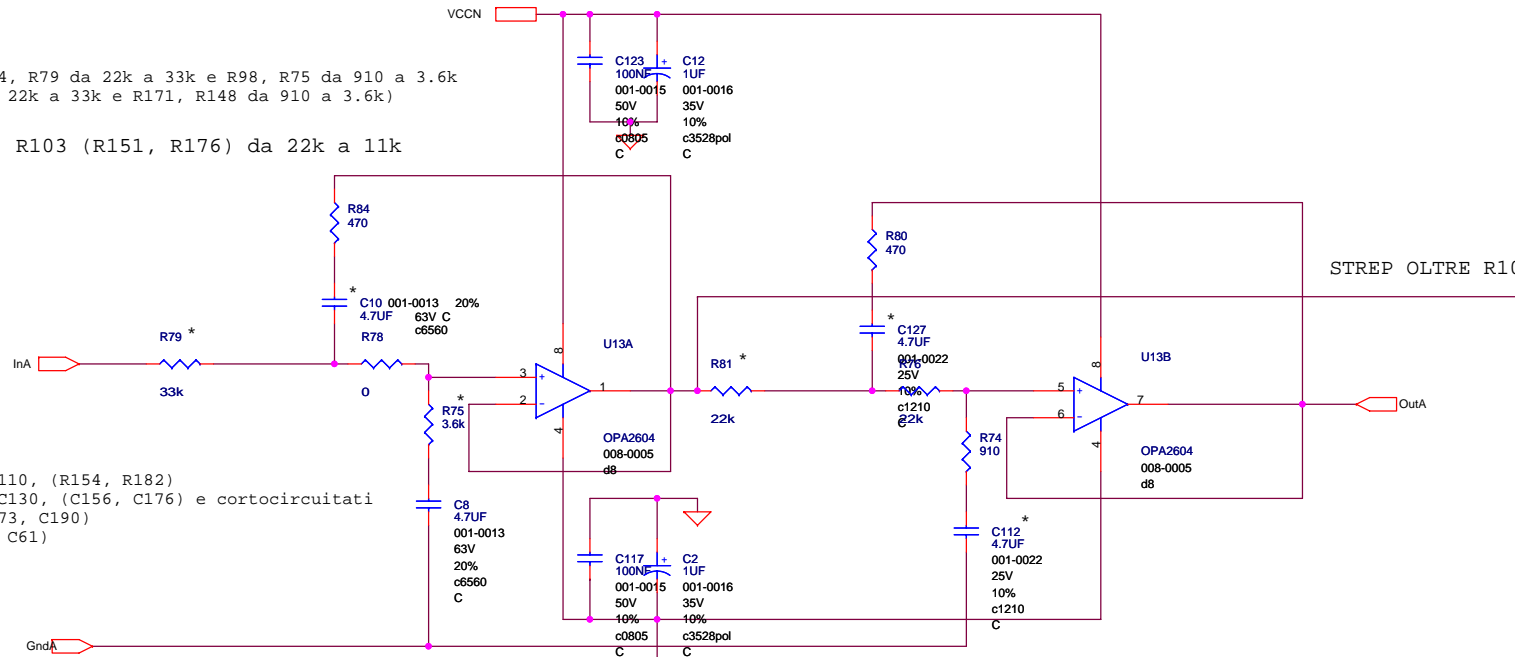 VCCN
4, R79 da 22k a 33k e R98, R75 da 910 a 3.6k
22k a 33k e R171, R148 da 910 a 3.6k)
R103 (R151, R176) da 22k a 11k
C123
100NF
001-0015
50V
10%
c0805
C
C12
1UF
001-0016
35V
10%
c3528pol
C
R84
470
* C10 001-0013 20%
4.7UF 63V C
c6560
R80
470
STREP OLTRE R10
InA
R79 *
33k
R78
0
*
R75
3.6k
U13A
8
3
2
1
4
+
-
OPA2604
008-0005
d8
R81 *
22k
*
C127
4.7UF
001-0022
25V
10%
c1210
C
R76
22k
U13B
8
5
6
7
4
+
-
OPA2604
008-0005
d8
OutA
R74
910
110, (R154, R182)
C130, (C156, C176) e cortocircuitati
73, C190)
C61)
C8
4.7UF
001-0013
63V
20%
c6560
C
C117
100NF
001-0015
50V
10%
c0805
C
C2
1UF
001-0016
35V
10%
c3528pol
C
*
C112
4.7UF
001-0022
25V
10%
c1210
C
GndA